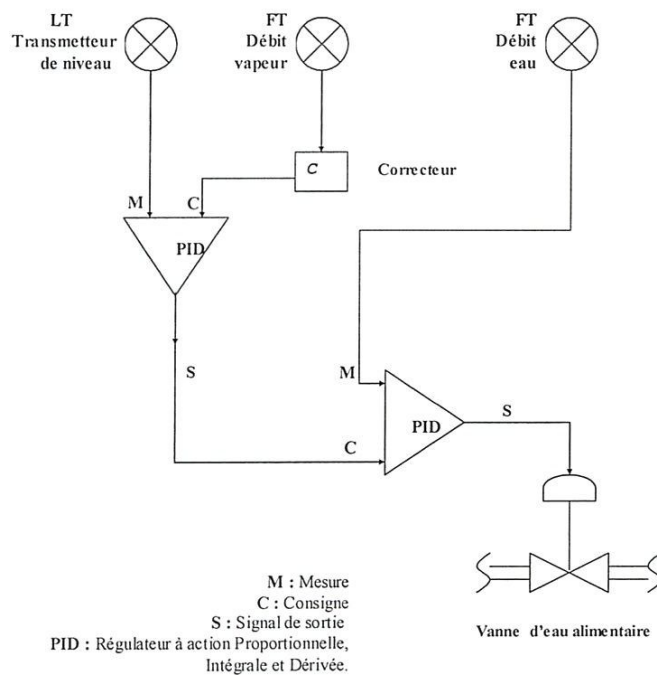 LT
Transmetteur
de niveau
FT
Débit
vapeur
FT
Débit
eau
C
Correcteur
M
C
PID
S
M
PID
S
C
M : Mesure
C : Consigne
S : Signal de sortie
PID : Régulateur à action Proportionnelle,
Intégrale et Dérivée.
Vanne d'eau alimentaire